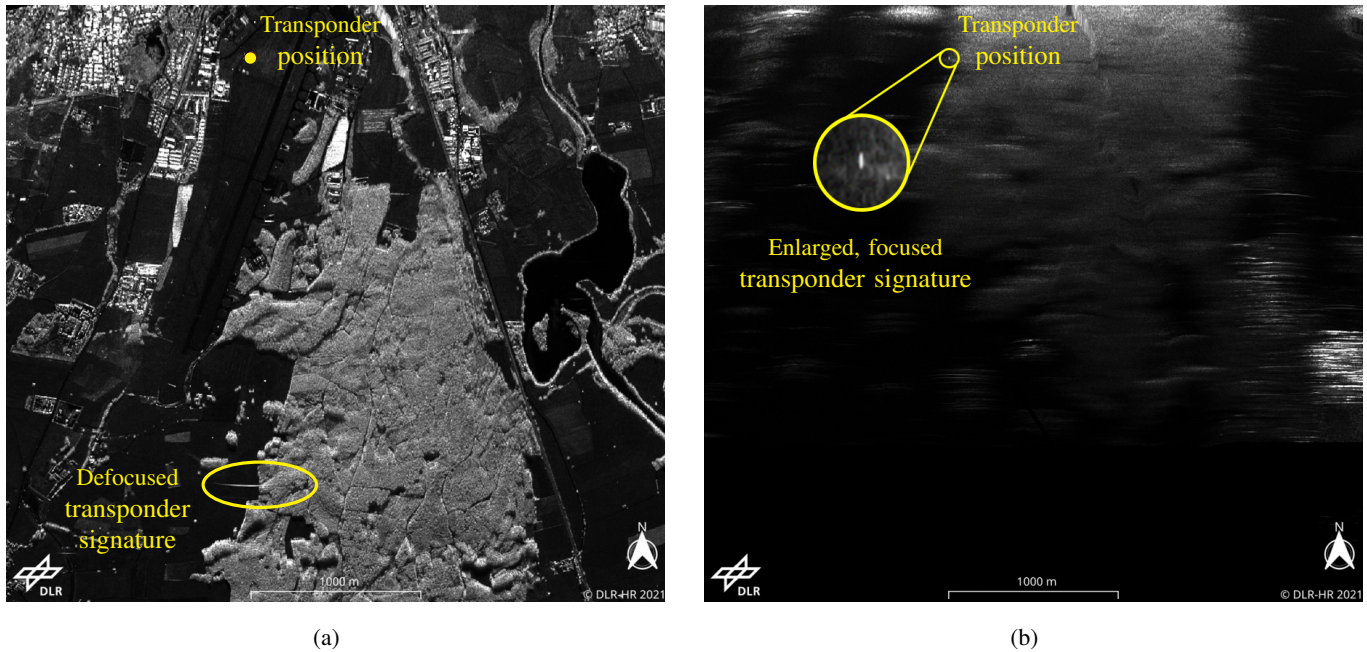 Transponder
position
Defocused
transponder
signature
N
DLR
1000 m
© DLR-HR 2021
(a)
Transponder
position
Enlarged, focused
transponder signature
N
DLR
1000 m
© DLR-HR 2021
(b)